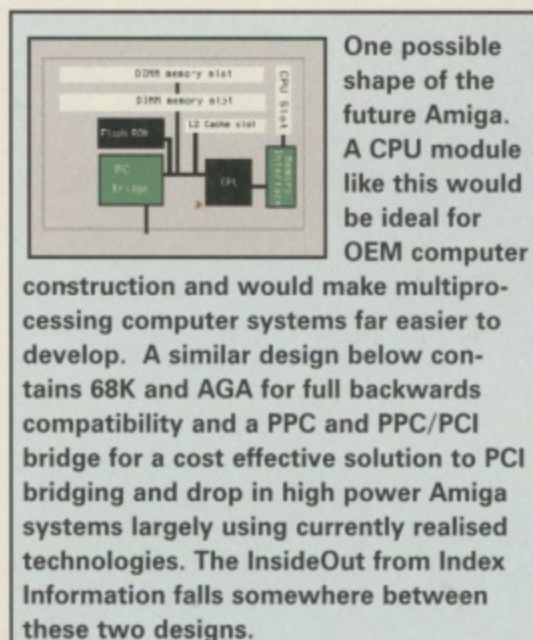 DIMM memory slot
DIMM memory slot
L2 Cache slot
CPU Slot
Flash ROM
PC
bridge
CPU
Memory
Interface
One possible
shape of the
future Amiga.
A CPU module
like this would
be ideal for
OEM computer
construction and would make multipro-
cessing computer systems far easier to
develop. A similar design below con-
tains 68K and AGA for full backwards
compatibility and a PPC and PPC/PCI
bridge for a cost effective solution to PCI
bridging and drop in high power Amiga
systems largely using currently realised
technologies. The InsideOut from Index
Information falls somewhere between
these two designs.